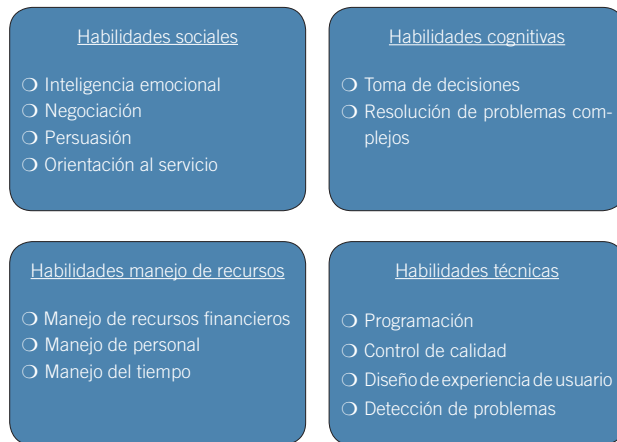 Habilidades sociales
❍ Inteligencia emocional
❍ Negociación
❍ Persuasión
❍ Orientación al servicio
Habilidades cognitivas
❍ Toma de decisiones
❍ Resolución de problemas com-
plejos
Habilidades manejo de recursos
❍ Manejo de recursos financieros
❍ Manejo de personal
❍ Manejo del tiempo
Habilidades técnicas
❍ Programación
❍ Control de calidad
❍ Diseño de experiencia de usuario
❍ Detección de problemas